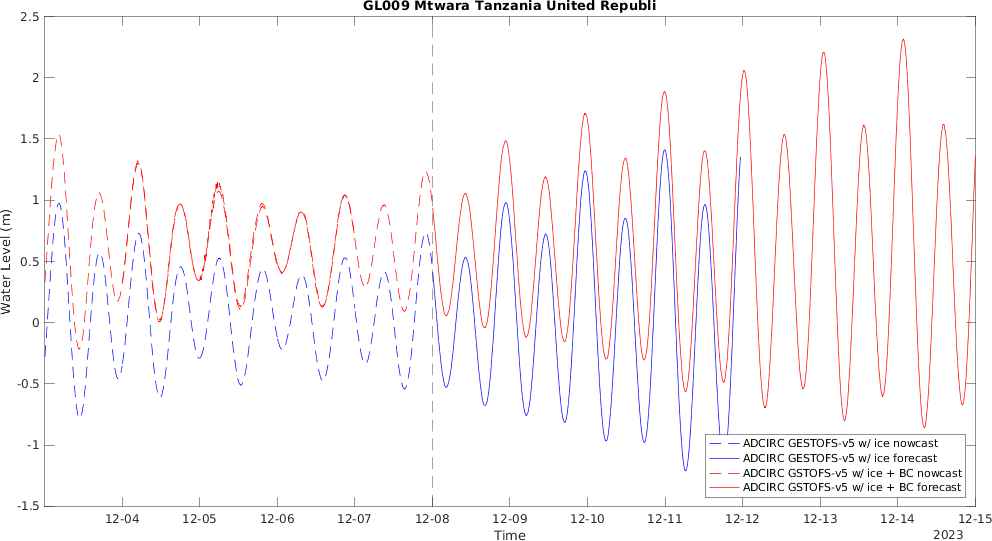 GL009 Mtwara Tanzania United Republi
Water Level (m)
2.5
2
1.5
1
0.5
0
-0.5
-1
-1.5
ADCIRC GESTOFS-v5 w/ ice nowcast
ADCIRC GESTOFS-v5 w/ ice forecast
ADCIRC GSTOFS-v5 w/ ice + BC nowcast
ADCIRC GSTOFS-v5 w/ ice + BC forecast
12-04 12-05 12-06 12-07 12-08 12-09 12-10 12-11 12-12 12-13 12-14 12-15
Time
2023